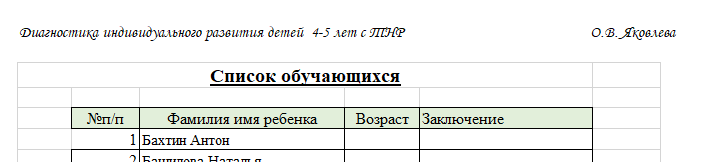 Диагностика индивидуального развития детей 4-5 лет с ТНР О.В. Яковлева
Список обучающихся
№п/п Фамилия имя ребенка Возраст Заключение
1 Бахтин Антон
2